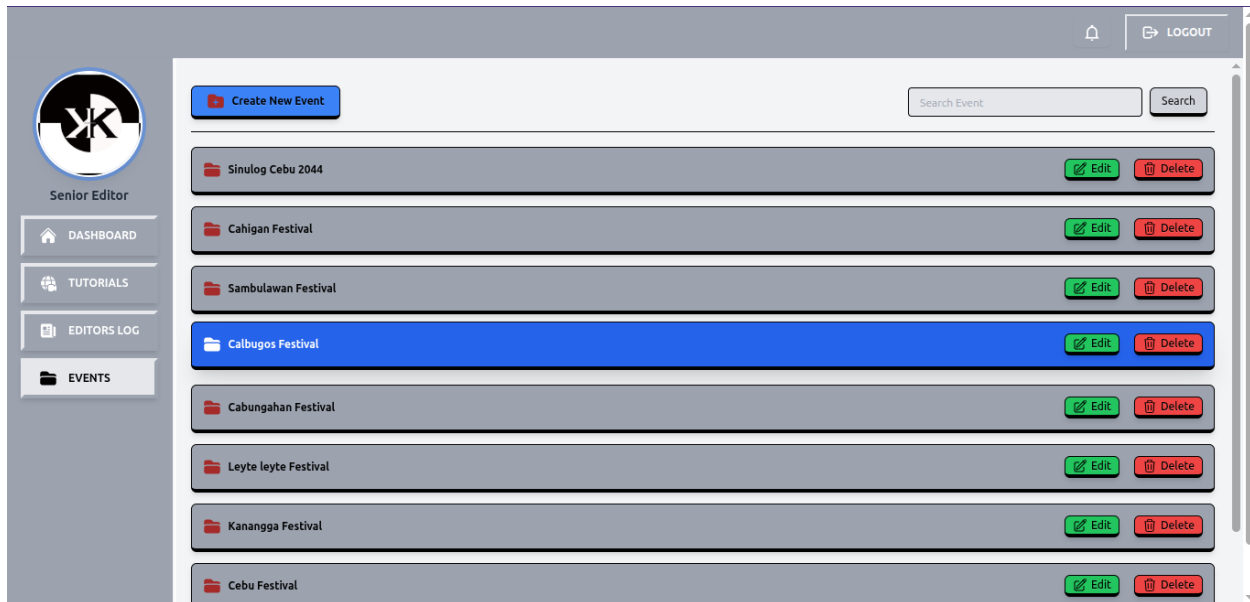 LOGOUT
Create New Event
Search Event
Search
Senior Editor
DASHBOARD
TUTORIALS
EDITORS LOG
EVENTS
Sinulog Cebu 2044
Edit
Delete
Cahigan Festival
Edit
Delete
Sambulawan Festival
Edit
Delete
Calbugos Festival
Edit
Delete
Cabungahan Festival
Edit
Delete
Leyte leyte Festival
Edit
Delete
Kanangga Festival
Edit
Delete
Cebu Festival
Edit
Delete